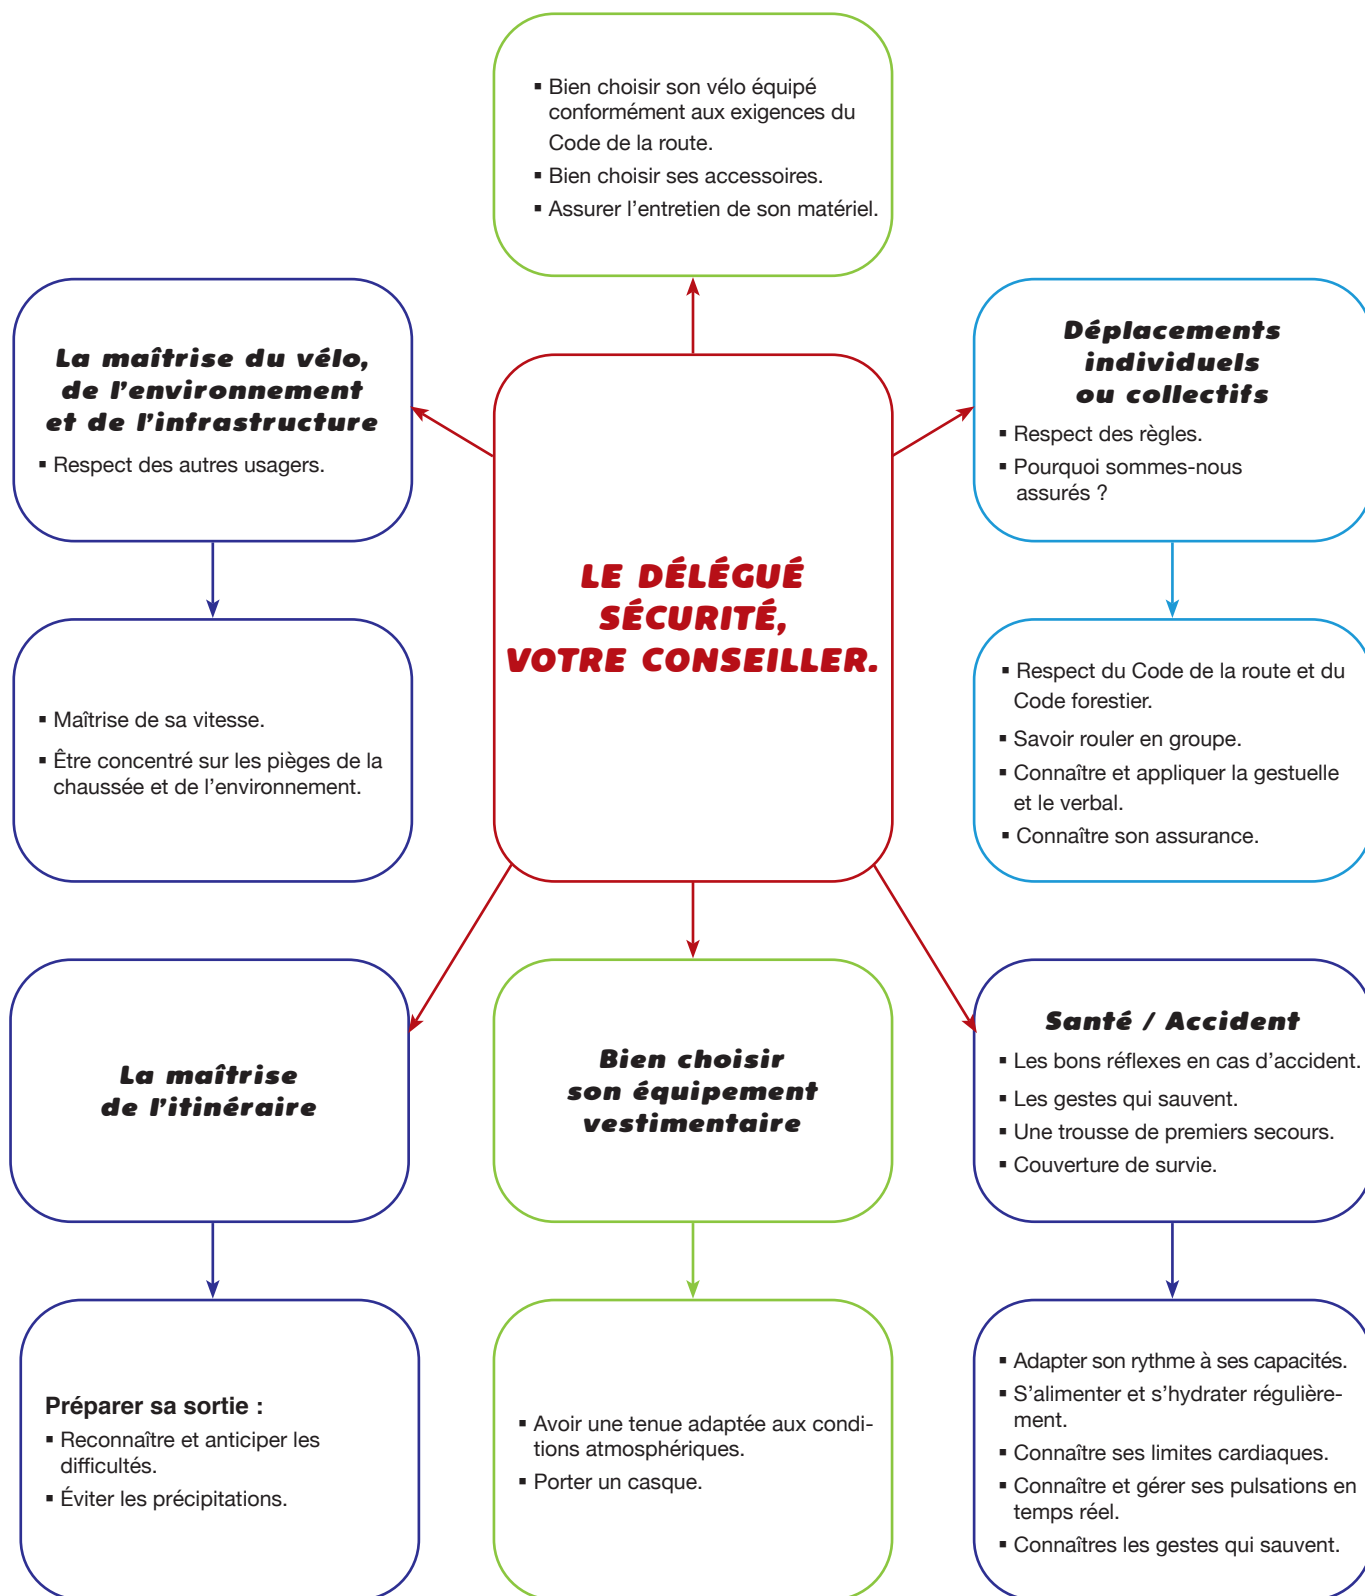 ▪ Bien choisir son vélo équipé
conformément aux exigences du
Code de la route.
▪ Bien choisir ses accessoires.
▪ Assurer l’entretien de son matériel.
La maîtrise du vélo,
de l’environnement
et de l’infrastructure
▪ Respect des autres usagers.
Déplacements
individuels
ou collectifs
▪ Respect des règles.
▪ Pourquoi sommes-nous
assurés ?
LE DÉLÉGUÉ
SÉCURITÉ,
VOTRE CONSEILLER.
▪ Maîtrise de sa vitesse.
▪ Être concentré sur les pièges de la
chaussée et de l’environnement.
▪ Respect du Code de la route et du
Code forestier.
▪ Savoir rouler en groupe.
▪ Connaître et appliquer la gestuelle
et le verbal.
▪ Connaître son assurance.
La maîtrise
de l’itinéraire
Bien choisir
son équipement
vestimentaire
Santé / Accident
▪ Les bons réflexes en cas d’accident.
▪ Les gestes qui sauvent.
▪ Une trousse de premiers secours.
▪ Couverture de survie.
Préparer sa sortie :
▪ Reconnaître et anticiper les
difficultés.
▪ Éviter les précipitations.
▪ Avoir une tenue adaptée aux condi-
tions atmosphériques.
▪ Porter un casque.
▪ Adapter son rythme à ses capacités.
▪ S’alimenter et s’hydrater régulière-
ment.
▪ Connaître ses limites cardiaques.
▪ Connaître et gérer ses pulsations en
temps réel.
▪ Connaîtres les gestes qui sauvent.